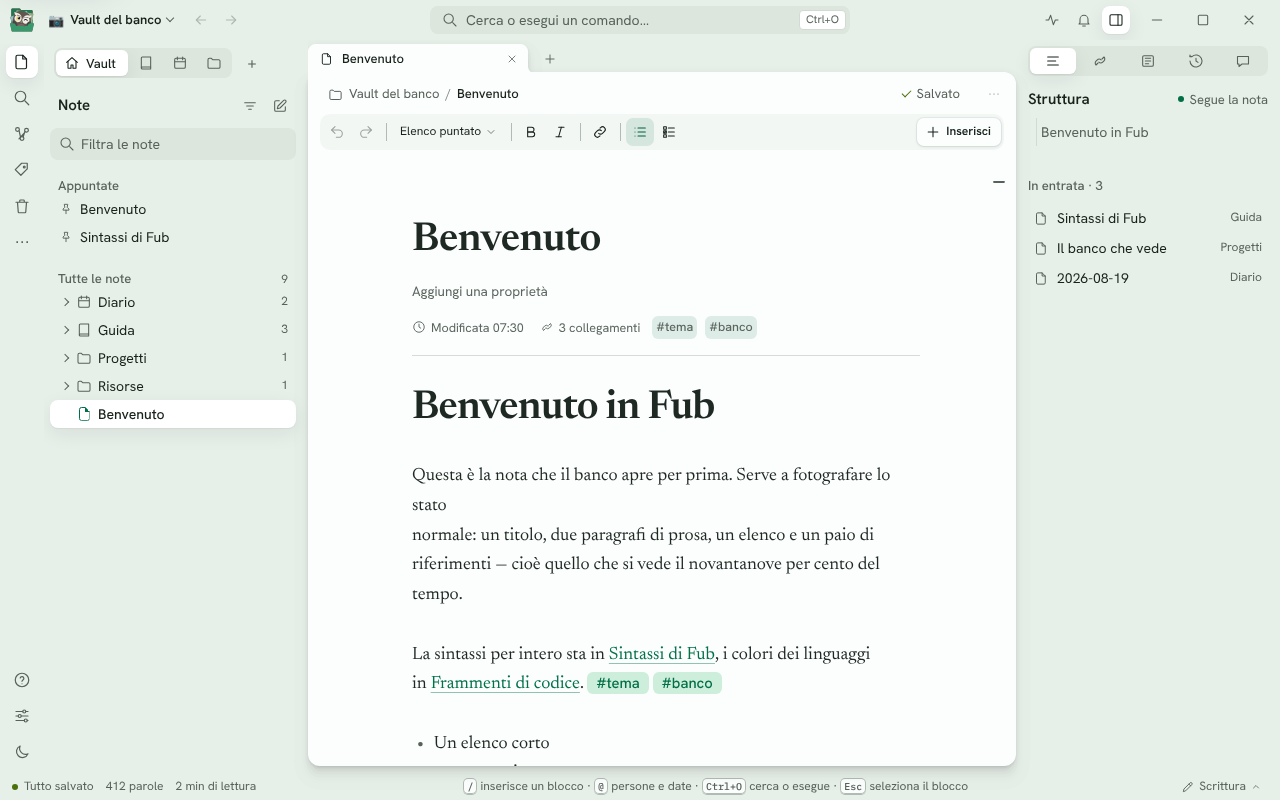 Vault del banco
Cerca o esegui un comando…
Ctrl+O
Vault
Note
Filtra le note
Appuntate
Benvenuto
Sintassi di Fub
Tutte le note 9
Diario 2
Guida 3
Progetti 1
Risorse 1
Benvenuto
Benvenuto
Vault del banco / Benvenuto
Salvato
Elenco puntato
B I
Inserisci
Benvenuto
Aggiungi una proprietà
Modificata 07:30 3 collegamenti #tema #banco
Benvenuto in Fub
Questa è la nota che il banco apre per prima. Serve a fotografare lo
stato
normale: un titolo, due paragrafi di prosa, un elenco e un paio di
riferimenti — cioè quello che si vede il novantanove per cento del
tempo.
La sintassi per intero sta in Sintassi di Fub, i colori dei linguaggi
in Frammenti di codice. #tema #banco
• Un elenco corto
Struttura
Segue la nota
Benvenuto in Fub
In entrata · 3
Sintassi di Fub Guida
Il banco che vede Progetti
2026-08-19 Diario
Tutto salvato 412 parole 2 min di lettura
/ inserisce un blocco · @ persone e date · Ctrl+O cerca o esegue · Esc seleziona il blocco
Scrittura